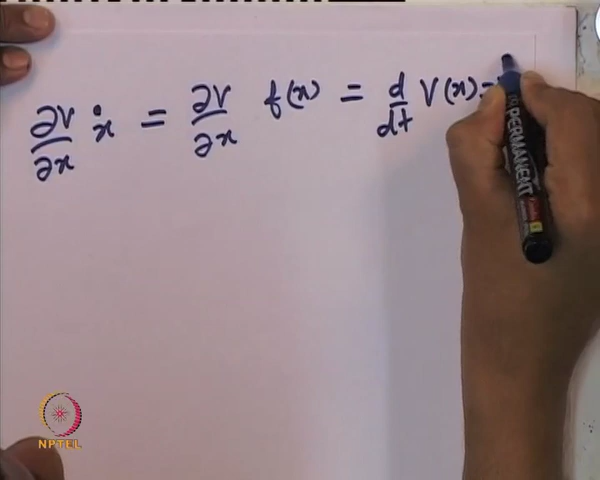 ∂V/∂x ẋ = ∂V/∂x f(x) = d/dt V(x) =
PERMANENT
NPTEL